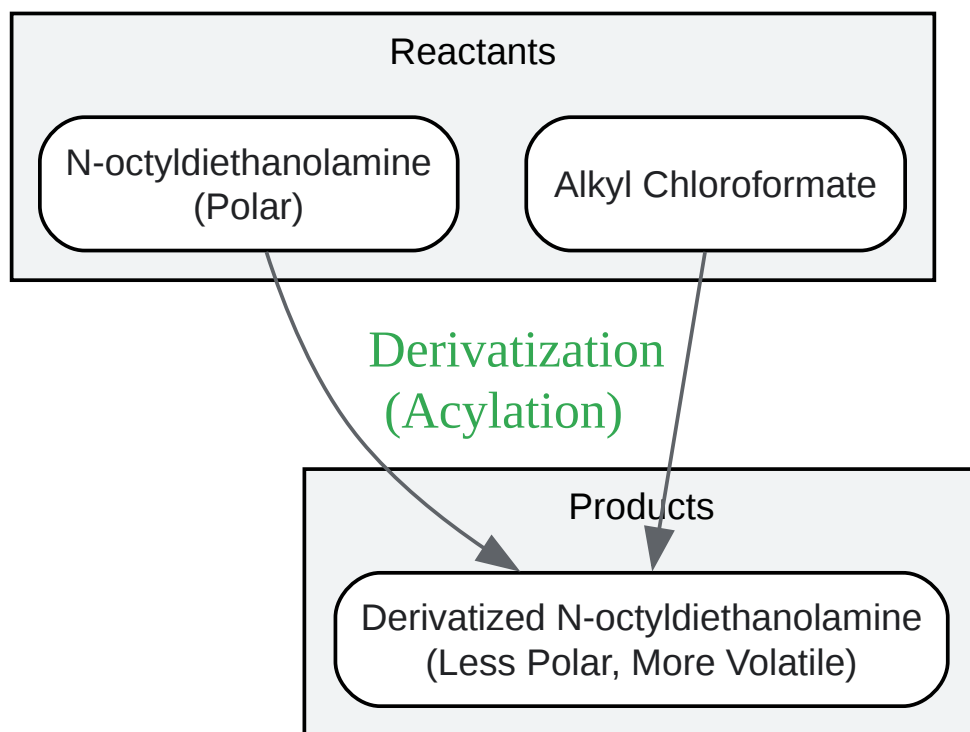 Reactants
N-octyldiethanolamine
(Polar)
Alkyl Chloroformate
Derivatization
(Acylation)
Products
Derivatized N-octyldiethanolamine
(Less Polar, More Volatile)